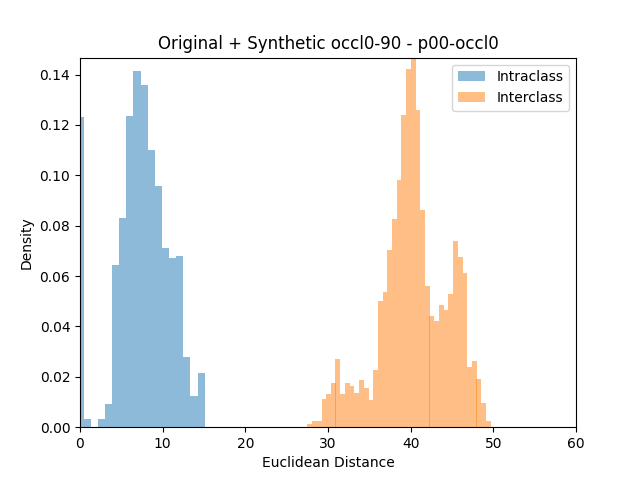 Original + Synthetic occl0-90 - p00-occl0
Intraclass
Interclass
Density
0.14
0.12
0.10
0.08
0.06
0.04
0.02
0.00
0 10 20 30 40 50 60
Euclidean Distance